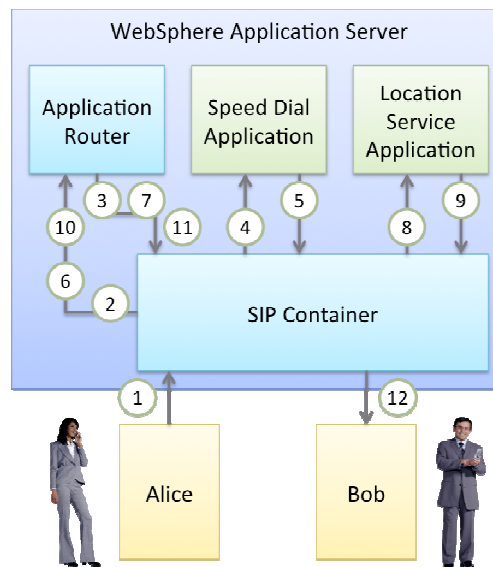 WebSphere Application Server
Application
Router
Speed Dial
Application
Location
Service
Application
3
7
5
9
10
11
4
8
6
2
SIP Container
1
12
Alice
Bob